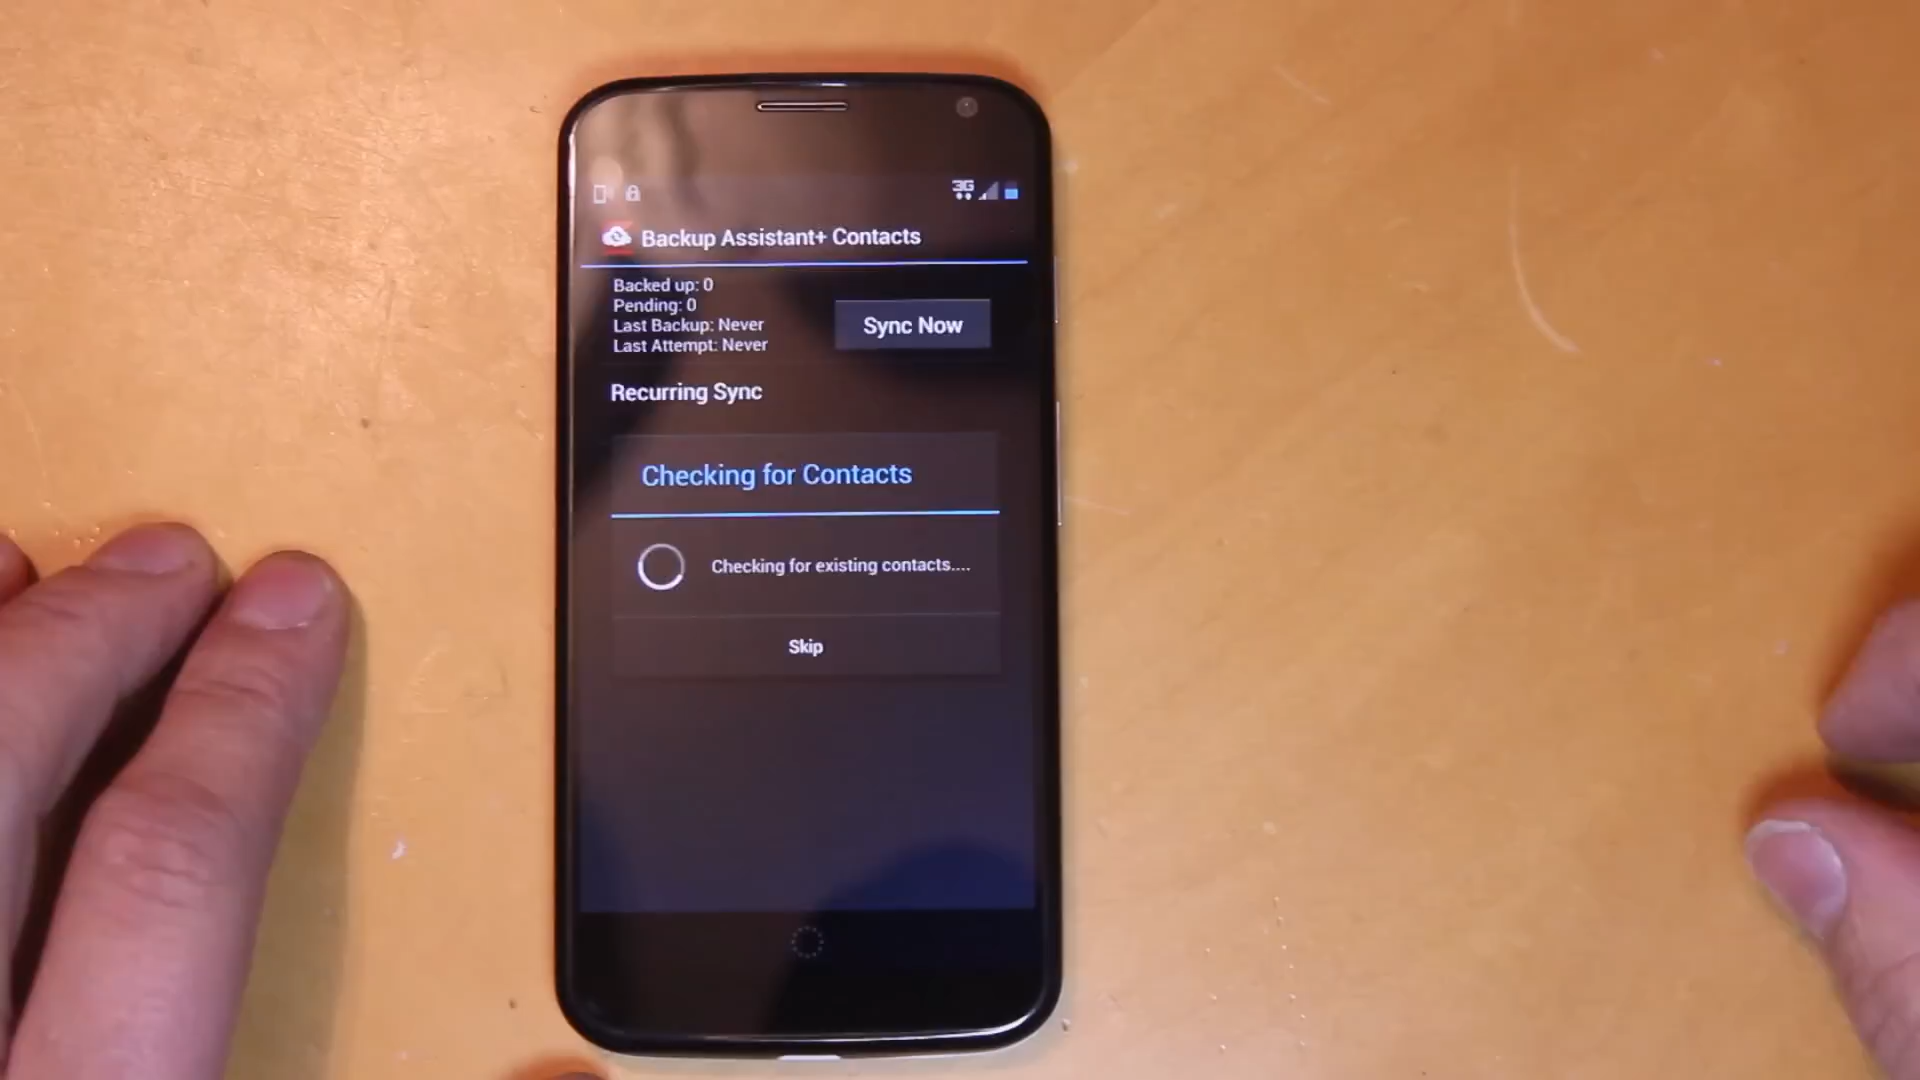 3G
Backup Assistant+ Contacts
Backed up: 0
Pending: 0
Last Backup: Never
Last Attempt: Never
Sync Now
Recurring Sync
Checking for Contacts
Checking for existing contacts....
Skip